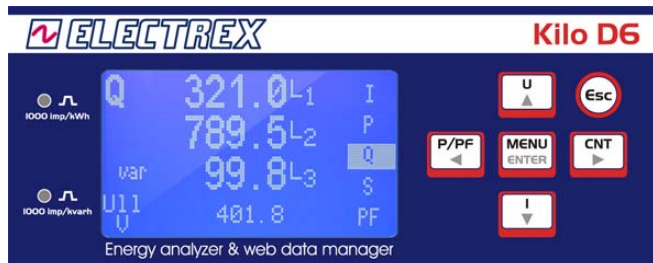 ELECTREX
Kilo D6
1000 imp/kWh
Q 321.0 L1 I
789.5 L2 P
var 99.8 L3 Q
S
Ull V 401.8 PF
1000 imp/kvarh
U
Esc
P/PF
MENU
ENTER
CNT
I
Energy analyzer & web data manager